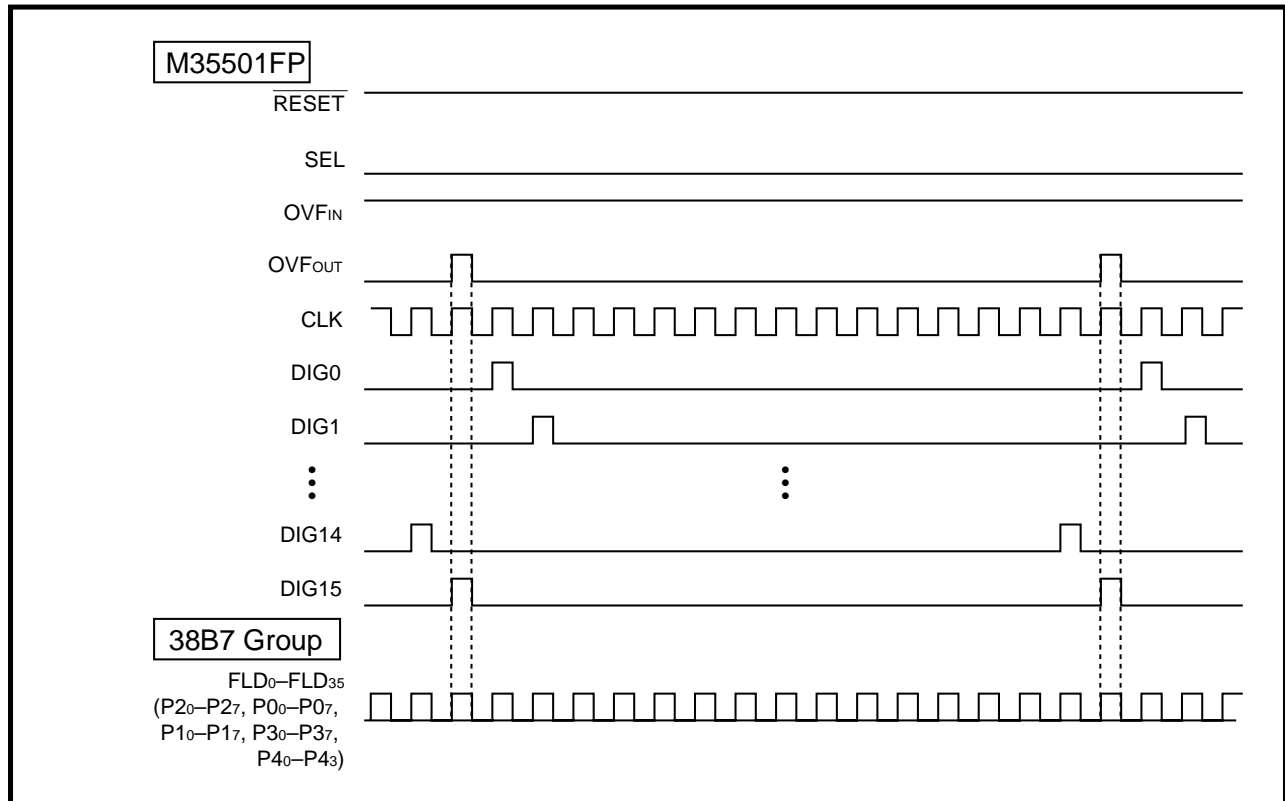 M35501FP
RESET
SEL
OVFIN
OVFOUT
CLK
DIG0
DIG1
DIG14
DIG15
38B7 Group
FLD0–FLD35
(P20–P27, P00–P07,
P10–P17, P30–P37,
P40–P43)